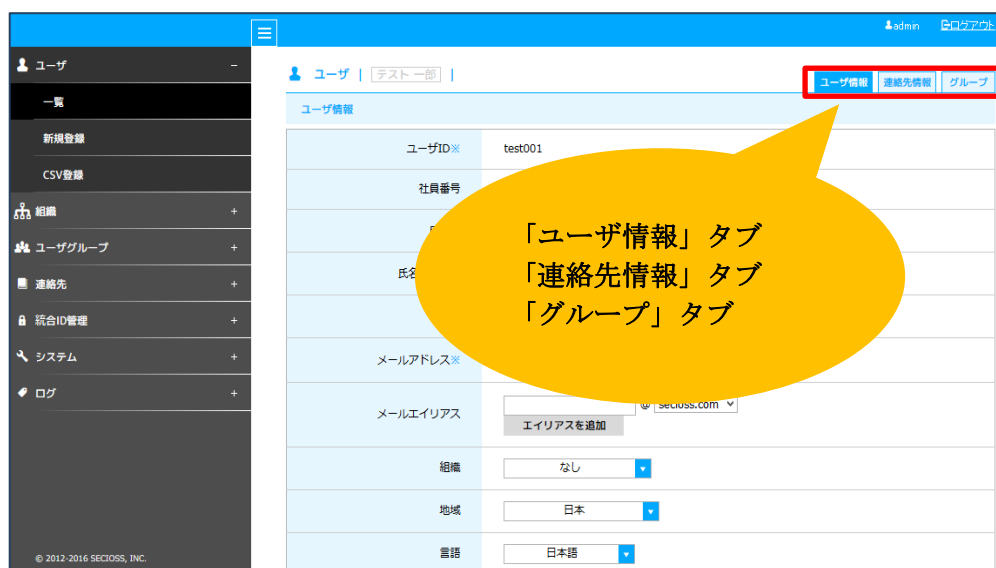 admin ログアウト
ユーザ －
一覧
新規登録
CSV登録
組織 +
ユーザグループ +
連絡先 +
統合ID管理 +
システム +
ログ +
© 2012-2016 SECIOSS, INC.
ユーザ | テスト 一郎 |
ユーザ情報 連絡先情報 グループ
ユーザ情報
ユーザID※ test001
社員番号
氏名
メールアドレス※
メールエイリアス @ secioss.com
エイリアスを追加
組織 なし
地域 日本
言語 日本語
「ユーザ情報」タブ
「連絡先情報」タブ
「グループ」タブ